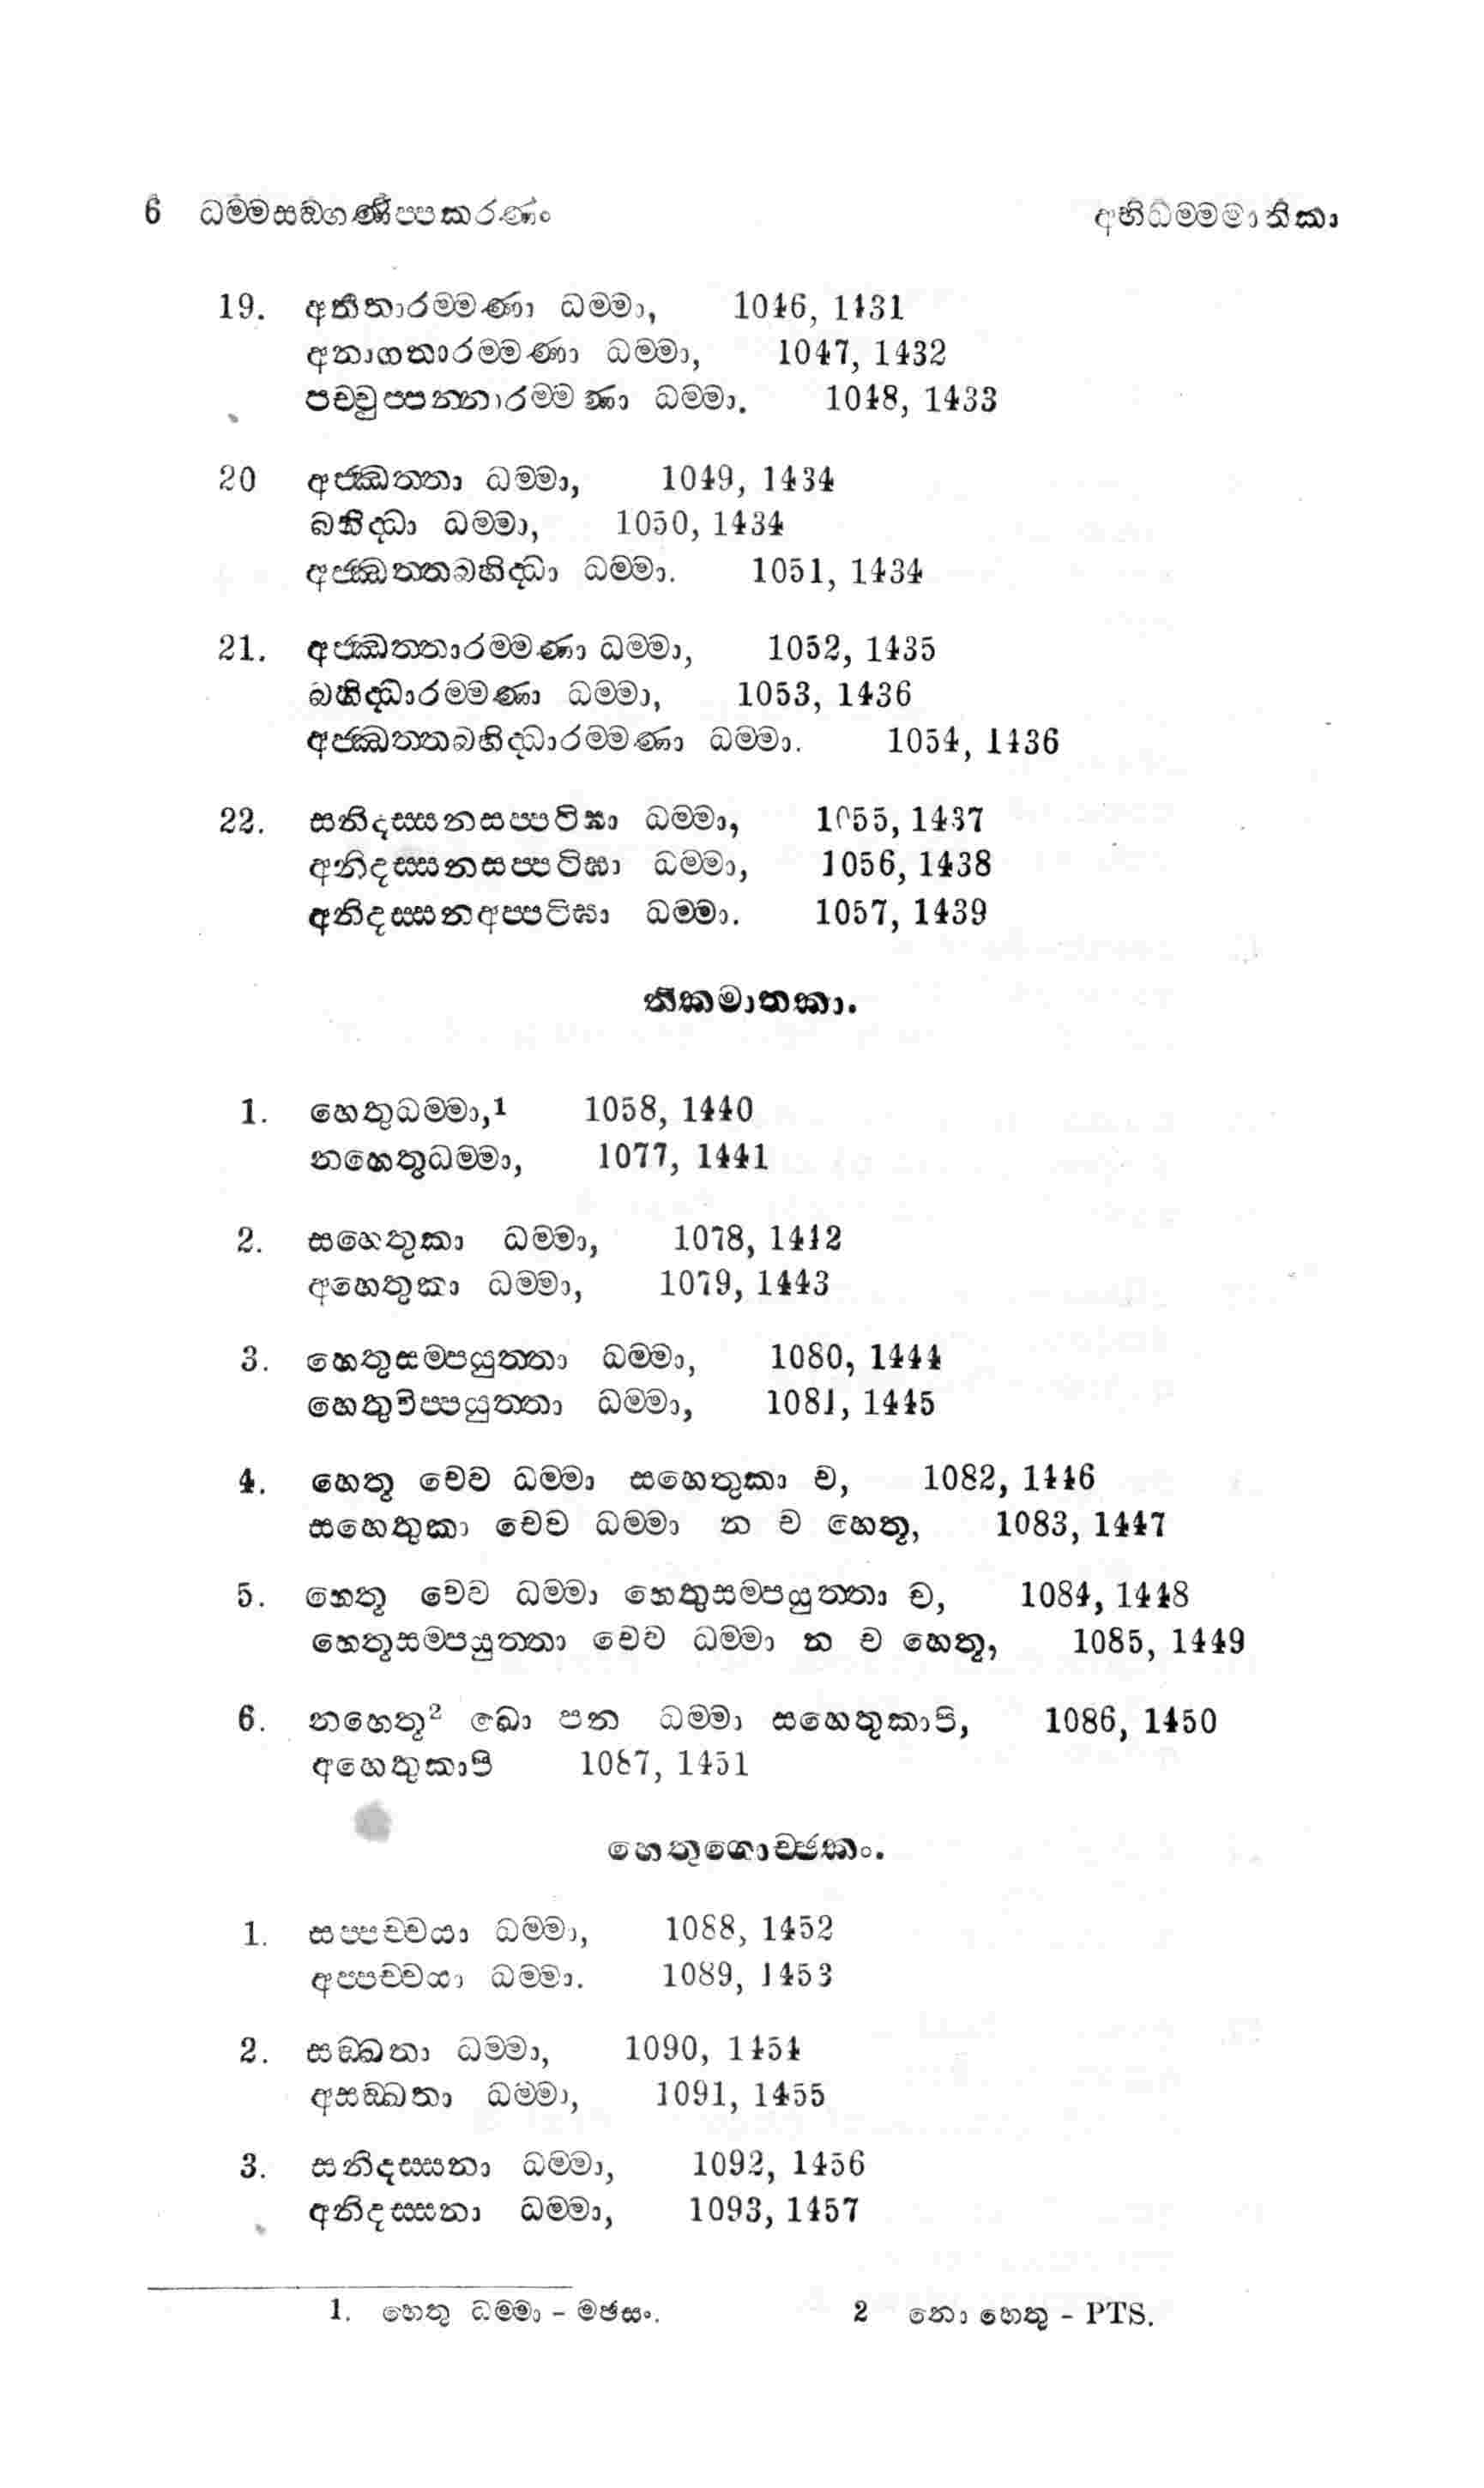 6 ධම්මසඞ්ගණිප්පකරණං
අභිධම්මමාතිකා
19. අතීතාරම්මණා ධම්මා, 1046, 1431
අනාගතාරම්මණා ධම්මා, 1047, 1432
පච්චුප්පන්නාරම්මණා ධම්මා. 1048, 1433
20 අජ්ඣත්තා ධම්මා, 1049, 1434
බහිද්ධා ධම්මා, 1050, 1434
අජ්ඣත්තබහිද්ධා ධම්මා. 1051, 1434
21. අජ්ඣත්තාරම්මණා ධම්මා, 1052, 1435
බහිද්ධාරම්මණා ධම්මා, 1053, 1436
අජ්ඣත්තබහිද්ධාරම්මණා ධම්මා. 1054, 1436
22. සනිදස්සනසප්පටිඝා ධම්මා, 1055, 1437
අනිදස්සනසප්පටිඝා ධම්මා, 1056, 1438
අනිදස්සනඅප්පටිඝා ධම්මා. 1057, 1439
තිකමාතකා.
1. හෙතුධම්මා,¹ 1058, 1440
නහෙතුධම්මා, 1077, 1441
2. සහෙතුකා ධම්මා, 1078, 1442
අහෙතුකා ධම්මා, 1079, 1443
3. හෙතුසම්පයුත්තා ධම්මා, 1080, 1444
හෙතුවිප්පයුත්තා ධම්මා, 1081, 1445
4. හෙතූ චෙව ධම්මා සහෙතුකා ච, 1082, 1446
සහෙතුකා චෙව ධම්මා න ච හෙතූ, 1083, 1447
5. හෙතූ චෙව ධම්මා හෙතුසම්පයුත්තා ච, 1084, 1448
හෙතුසම්පයුත්තා චෙව ධම්මා න ච හෙතූ, 1085, 1449
6. නහෙතූ² ඛො පන ධම්මා සහෙතුකාපි, 1086, 1450
අහෙතුකාපි 1087, 1451
හෙතුගොච්ඡකං.
1. සප්පච්චයා ධම්මා, 1088, 1452
අප්පච්චයා ධම්මා. 1089, 1453
2. සඞ්ඛතා ධම්මා, 1090, 1454
අසඞ්ඛතා ධම්මා, 1091, 1455
3. සනිදස්සනා ධම්මා, 1092, 1456
අනිදස්සනා ධම්මා, 1093, 1457
1. හෙතු ධම්මා - මඡසං.
2 නො හෙතු - PTS.